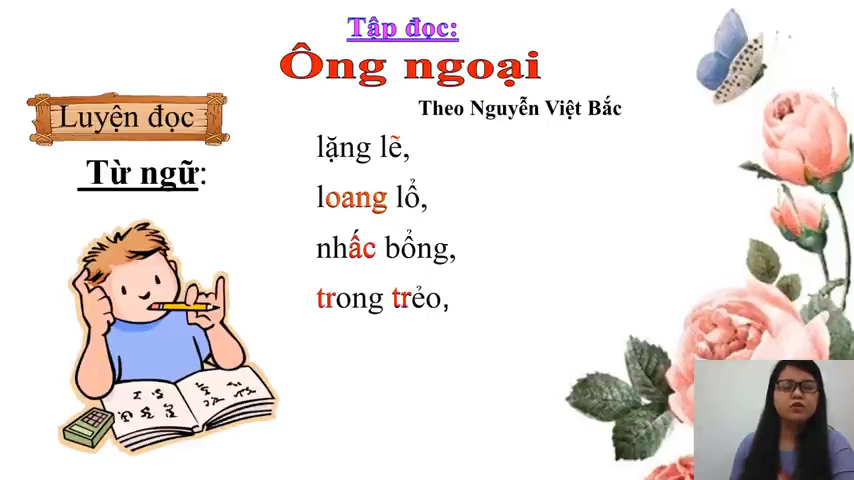 Tập đọc:
Ông ngoại
Theo Nguyễn Việt Bắc
Luyện đọc
Từ ngữ:
lặng lẽ,
loang lổ,
nhấc bổng,
trong trẻo,